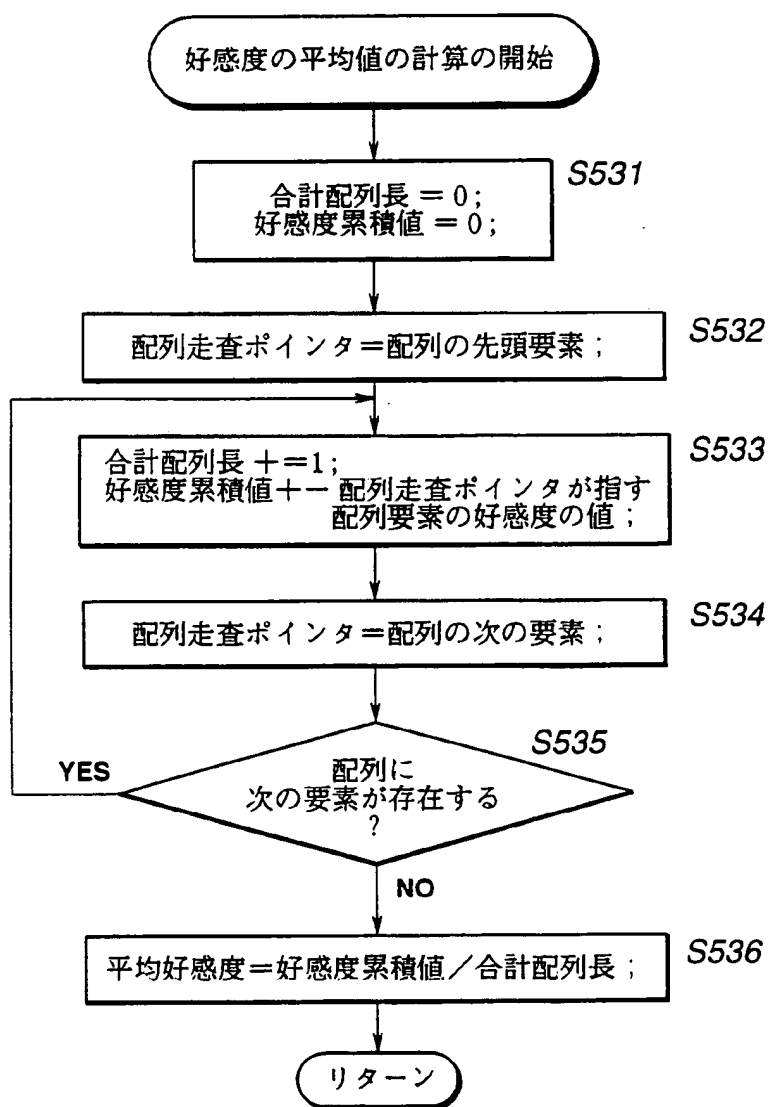 好感度の平均値の計算の開始
S531
合計配列長 = 0;
好感度累積値 = 0;
配列走査ポインタ=配列の先頭要素;
S532
合計配列長 +=1;
S533
好感度累積値+− 配列走査ポインタが指す
配列要素の好感度の値;
配列走査ポインタ=配列の次の要素;
S534
S535
配列に
次の要素が存在する
?
YES
NO
平均好感度=好感度累積値/合計配列長;
S536
リターン